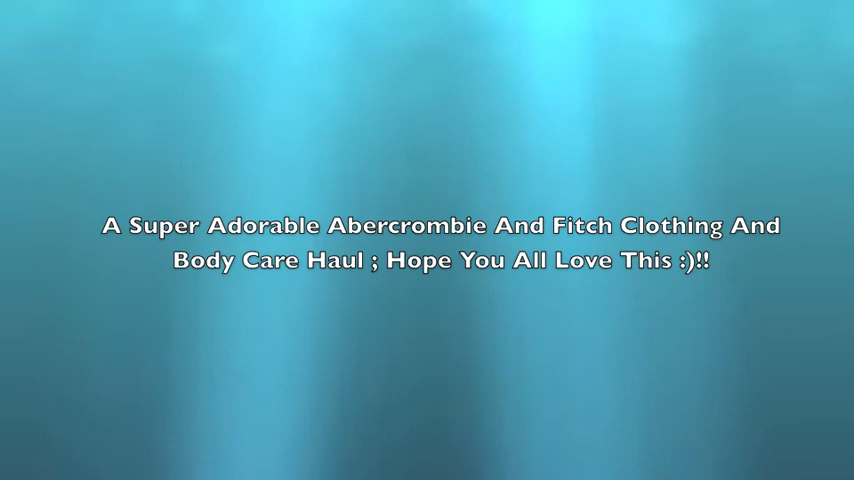 A Super Adorable Abercrombie And Fitch Clothing And
Body Care Haul ; Hope You All Love This :)!!